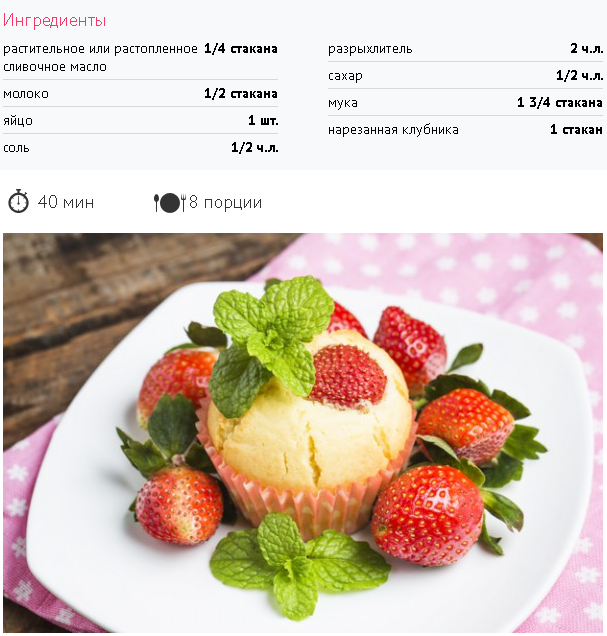 Ингредиенты
растительное или растопленное 1/4 стакана
сливочное масло
молоко 1/2 стакана
яйцо 1 шт.
соль 1/2 ч.л.
разрыхлитель 2 ч.л.
сахар 1/2 ч.л.
мука 1 3/4 стакана
нарезанная клубника 1 стакан
40 мин 8 порции